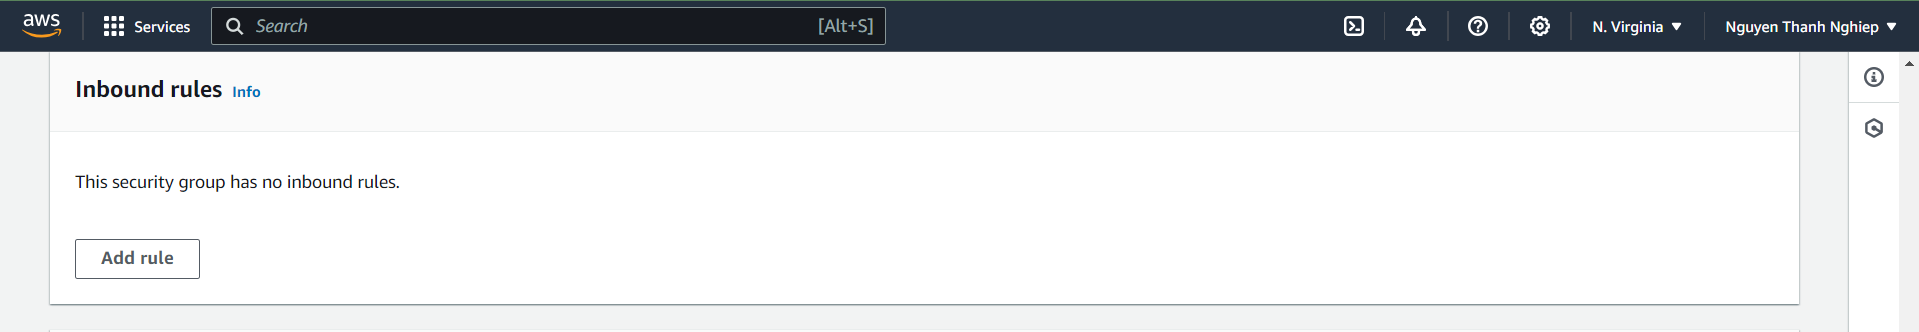 aws Services Search [Alt+S] N. Virginia Nguyen Thanh Nghiep
Inbound rules Info
This security group has no inbound rules.
Add rule